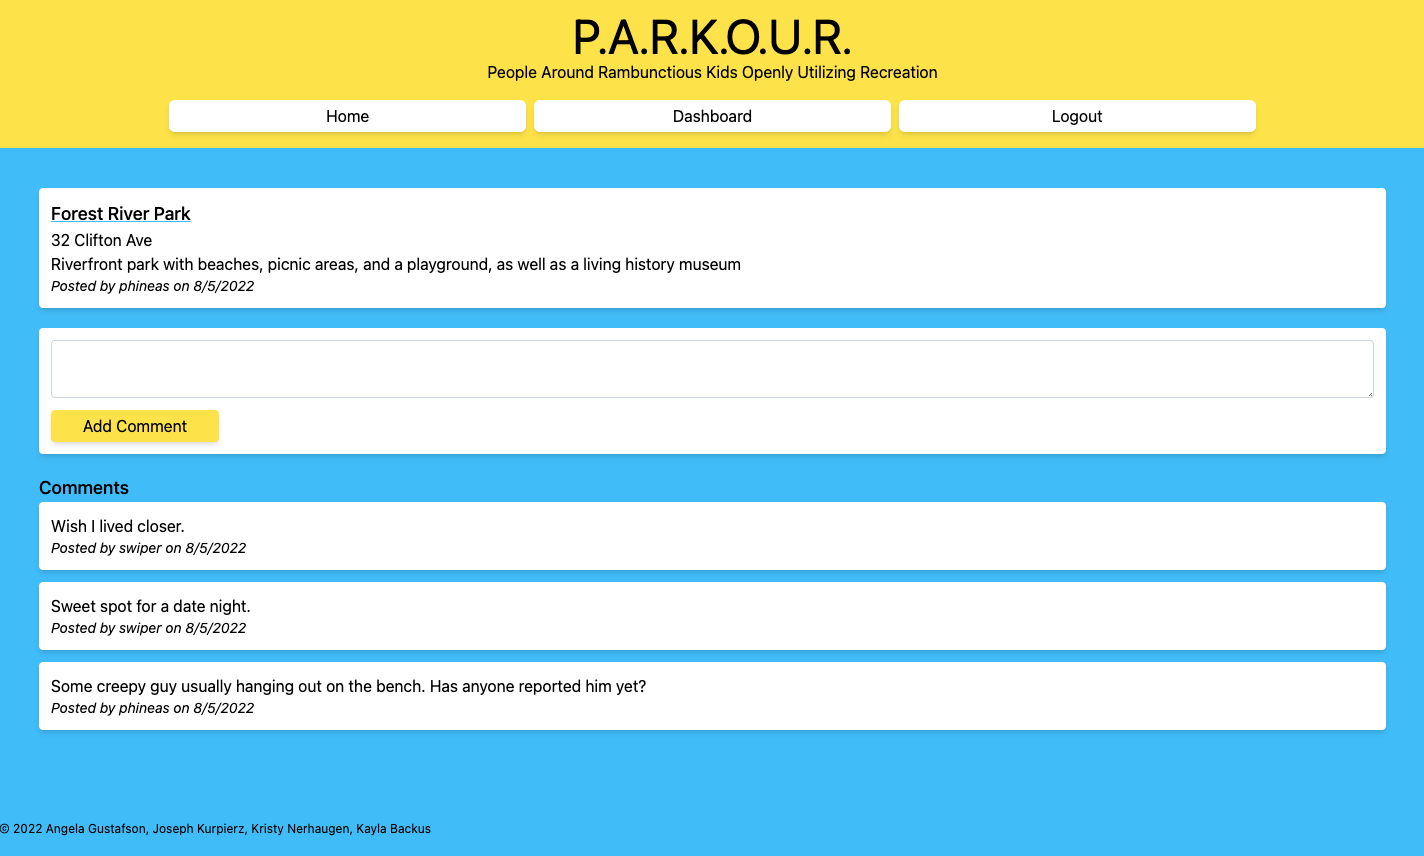 P.A.R.K.O.U.R.
People Around Rambunctious Kids Openly Utilizing Recreation
Home
Dashboard
Logout
Forest River Park
32 Clifton Ave
Riverfront park with beaches, picnic areas, and a playground, as well as a living history museum
Posted by phineas on 8/5/2022
Add Comment
Comments
Wish I lived closer.
Posted by swiper on 8/5/2022
Sweet spot for a date night.
Posted by swiper on 8/5/2022
Some creepy guy usually hanging out on the bench. Has anyone reported him yet?
Posted by phineas on 8/5/2022
© 2022 Angela Gustafson, Joseph Kurpierz, Kristy Nerhaugen, Kayla Backus